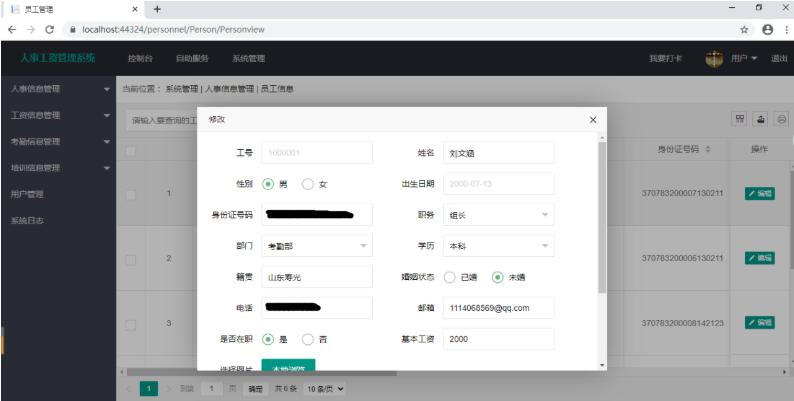 员工管理
localhost:44324/personnel/Person/Personview
人事工资管理系统 控制台 自助服务 系统管理 我要打卡 用户 退出
人事信息管理
工资信息管理
考勤信息管理
培训信息管理
用户管理
系统日志
当前位置： 系统管理 | 人事信息管理 | 员工信息
请输入要查询的工
身份证号码 操作
1 370783200007130211 编辑
2 370783200006130211 编辑
3 370783200008142123 编辑
修改
工号 1000001 姓名 刘文涵
性别 男 女 出生日期 2000-07-13
身份证号码 职务 组长
部门 考勤部 学历 本科
籍贯 山东寿光 婚姻状态 已婚 未婚
电话 邮箱 1114068569@qq.com
是否在职 是 否 基本工资 2000
选择图片 本地浏览
1 到第 1 页 确定 共 6 条 10 条/页